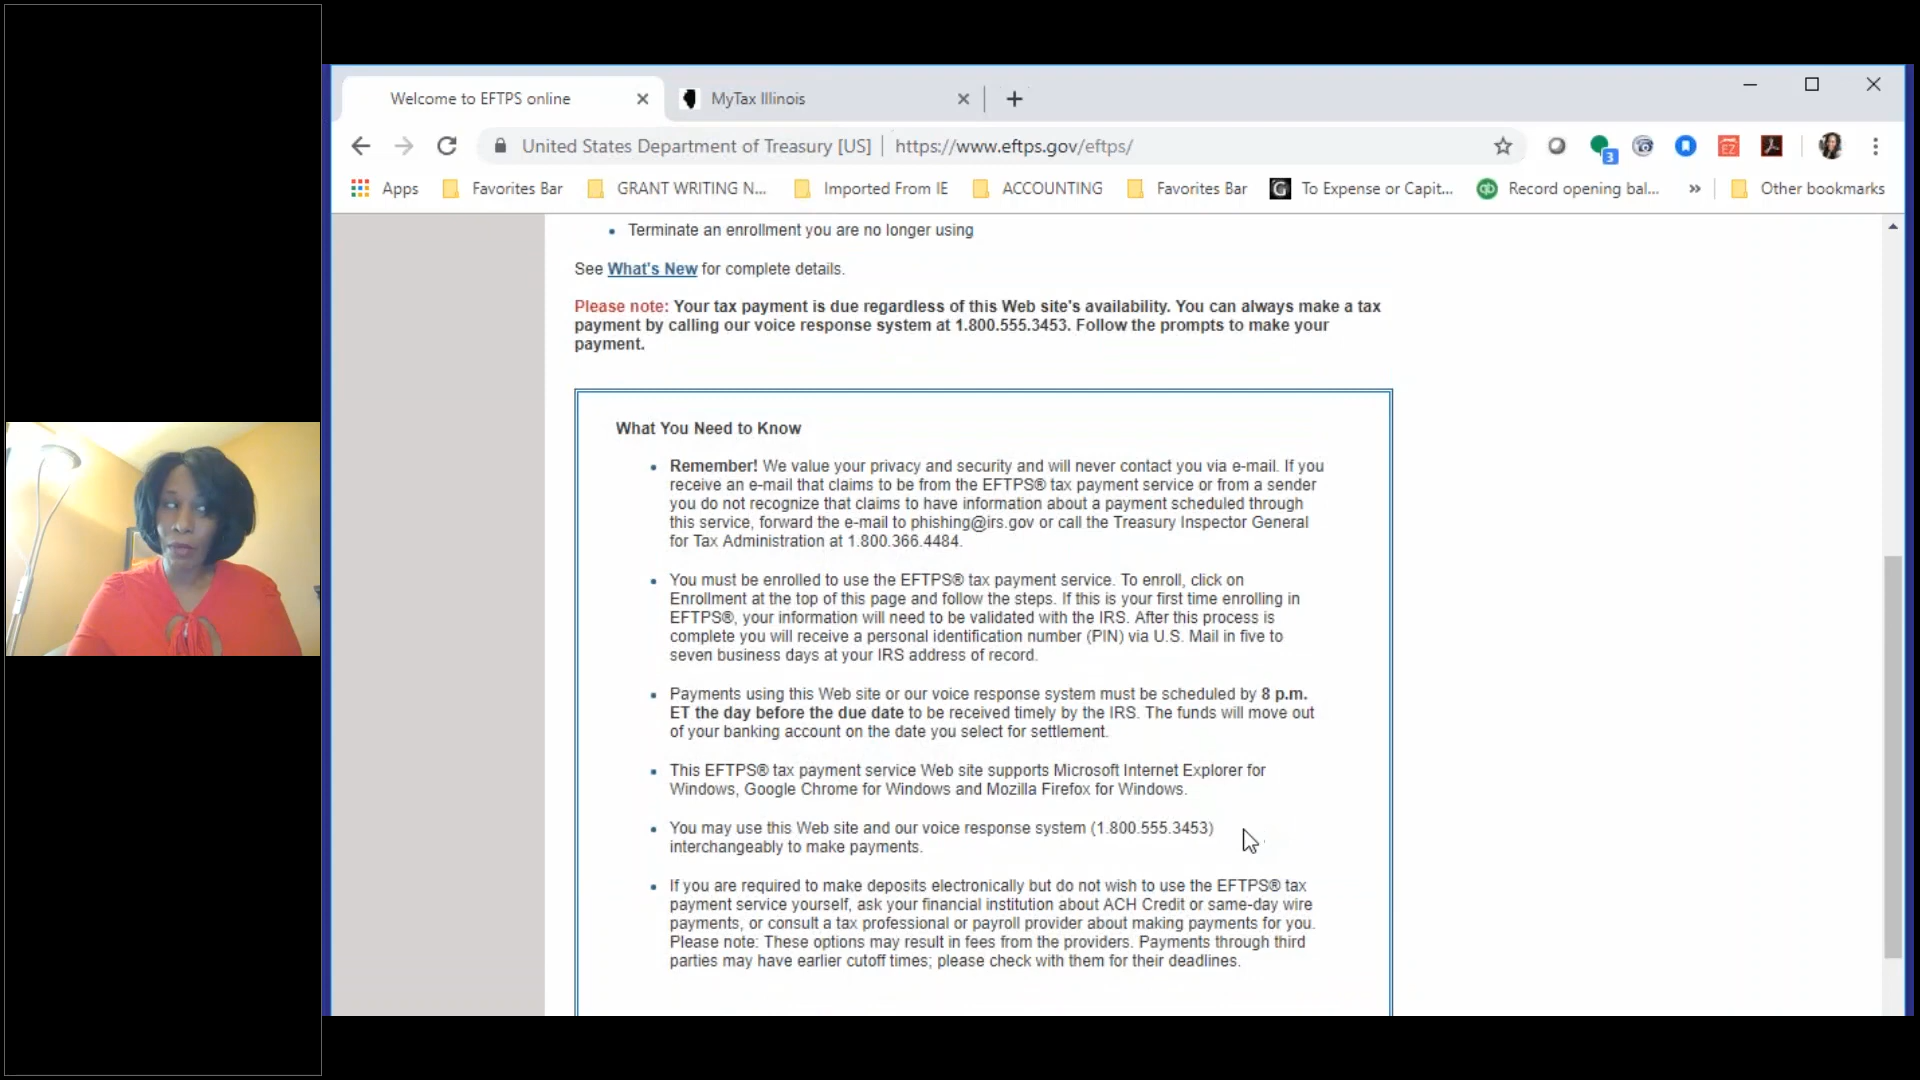 Welcome to EFTPS online
MyTax Illinois
United States Department of Treasury [US] | https://www.eftps.gov/eftps/
3
EZ
Apps
Favorites Bar
GRANT WRITING N...
Imported From IE
ACCOUNTING
Favorites Bar
G
To Expense or Capit...
qb
Record opening bal...
»
Other bookmarks
• Terminate an enrollment you are no longer using
See What's New for complete details.
Please note: Your tax payment is due regardless of this Web site's availability. You can always make a tax
payment by calling our voice response system at 1.800.555.3453. Follow the prompts to make your
payment.
What You Need to Know
• Remember! We value your privacy and security and will never contact you via e-mail. If you
receive an e-mail that claims to be from the EFTPS® tax payment service or from a sender
you do not recognize that claims to have information about a payment scheduled through
this service, forward the e-mail to phishing@irs.gov or call the Treasury Inspector General
for Tax Administration at 1.800.366.4484.
• You must be enrolled to use the EFTPS® tax payment service. To enroll, click on
Enrollment at the top of this page and follow the steps. If this is your first time enrolling in
EFTPS®, your information will need to be validated with the IRS. After this process is
complete you will receive a personal identification number (PIN) via U.S. Mail in five to
seven business days at your IRS address of record.
• Payments using this Web site or our voice response system must be scheduled by 8 p.m.
ET the day before the due date to be received timely by the IRS. The funds will move out
of your banking account on the date you select for settlement.
• This EFTPS® tax payment service Web site supports Microsoft Internet Explorer for
Windows, Google Chrome for Windows and Mozilla Firefox for Windows.
• You may use this Web site and our voice response system (1.800.555.3453)
interchangeably to make payments.
• If you are required to make deposits electronically but do not wish to use the EFTPS® tax
payment service yourself, ask your financial institution about ACH Credit or same-day wire
payments, or consult a tax professional or payroll provider about making payments for you.
Please note: These options may result in fees from the providers. Payments through third
parties may have earlier cutoff times; please check with them for their deadlines.